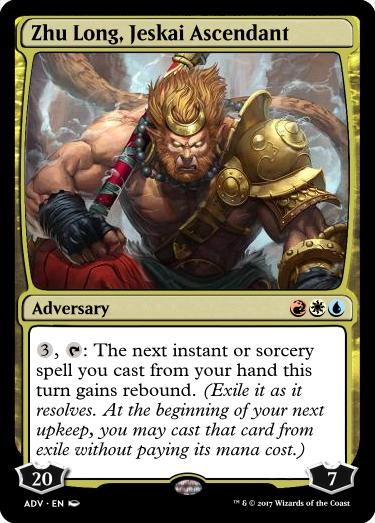 Zhu Long, Jeskai Ascendant
Adversary
3, : The next instant or sorcery
spell you cast from your hand this
turn gains rebound. (Exile it as it
resolves. At the beginning of your next
upkeep, you may cast that card from
exile without paying its mana cost.)
20
7
ADV • EN
™ & © 2017 Wizards of the Coast